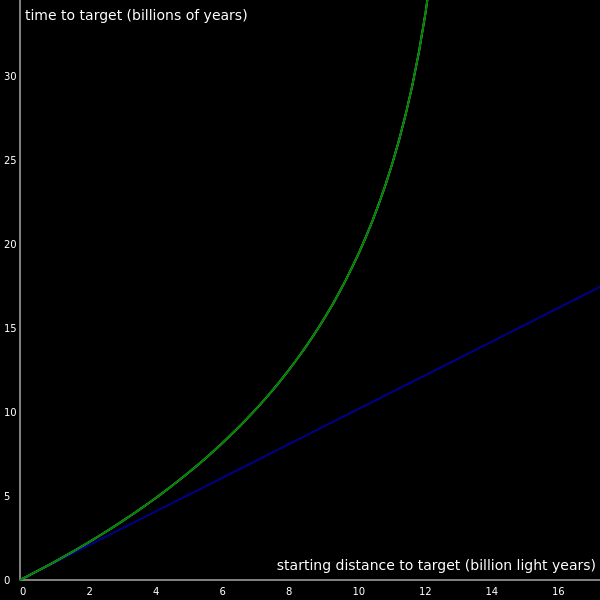 time to target (billions of years)
30
25
20
15
10
5
0
starting distance to target (billion light years)
0 2 4 6 8 10 12 14 16